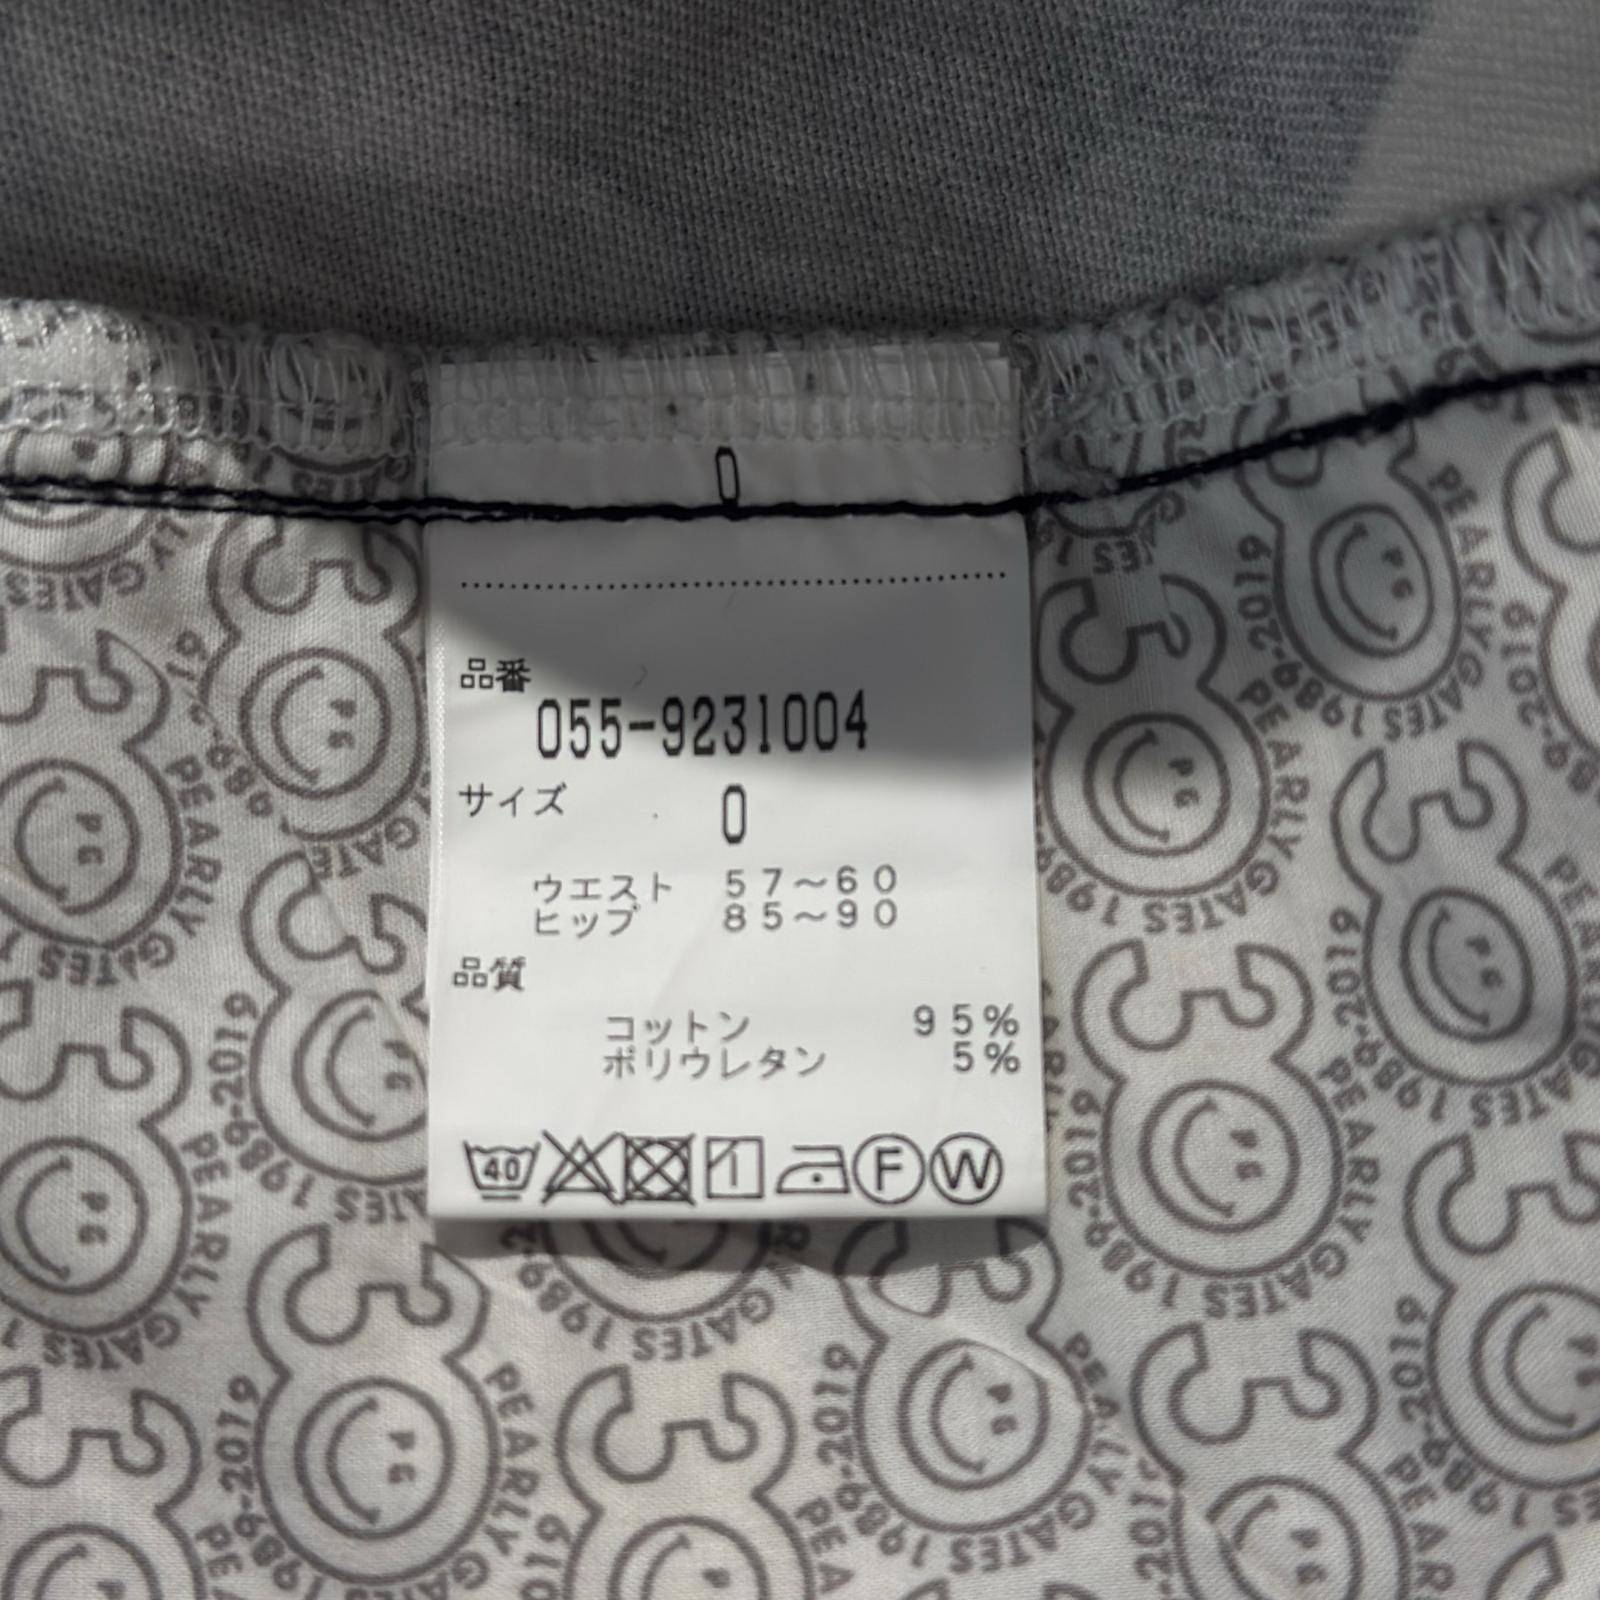 0
品番
055-9231004
サイズ 0
ウエスト 57～60
ヒップ 85～90
品質
コットン 95%
ポリウレタン 5%
40 F W
PEARLY GATES 1989-2019
PG